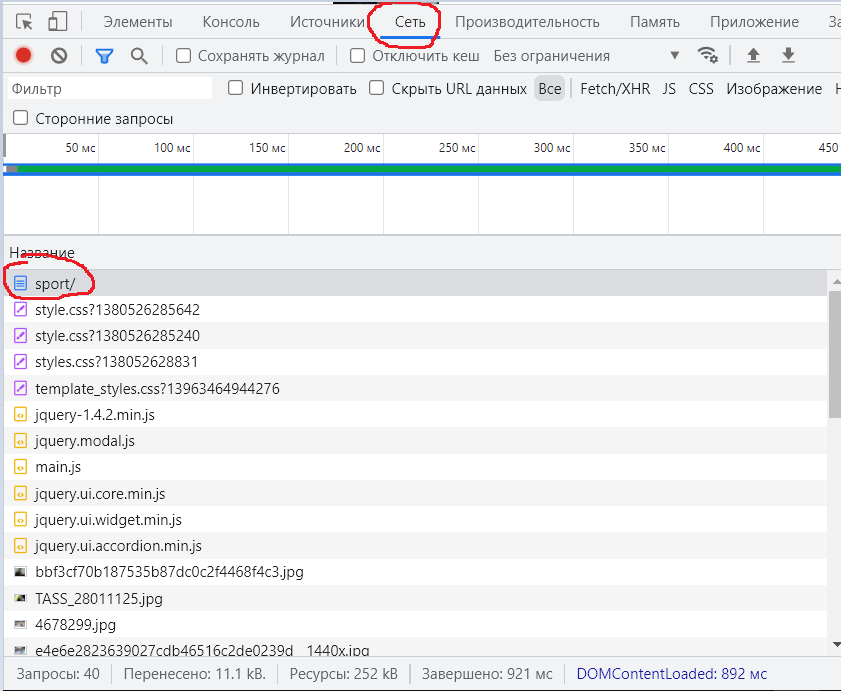 Элементы Консоль Источники Сеть Производительность Память Приложение За
Сохранять журнал Отключить кеш Без ограничения
Фильтр Инвертировать Скрыть URL данных Все Fetch/XHR JS CSS Изображение Н
Сторонние запросы
50 мс 100 мс 150 мс 200 мс 250 мс 300 мс 350 мс 400 мс 450
Название
sport/
style.css?1380526285642
style.css?1380526285240
styles.css?138052628831
template_styles.css?13963464944276
jquery-1.4.2.min.js
jquery.modal.js
main.js
jquery.ui.core.min.js
jquery.ui.widget.min.js
jquery.ui.accordion.min.js
bbf3cf70b187535b87dc0c2f4468f4c3.jpg
TASS_28011125.jpg
4678299.jpg
e4e6e2823639027cdb46516c2de0239d__1440x.jpg
Запросы: 40 Перенесено: 11.1 kB. Ресурсы: 252 kB Завершено: 921 мс DOMContentLoaded: 892 мс